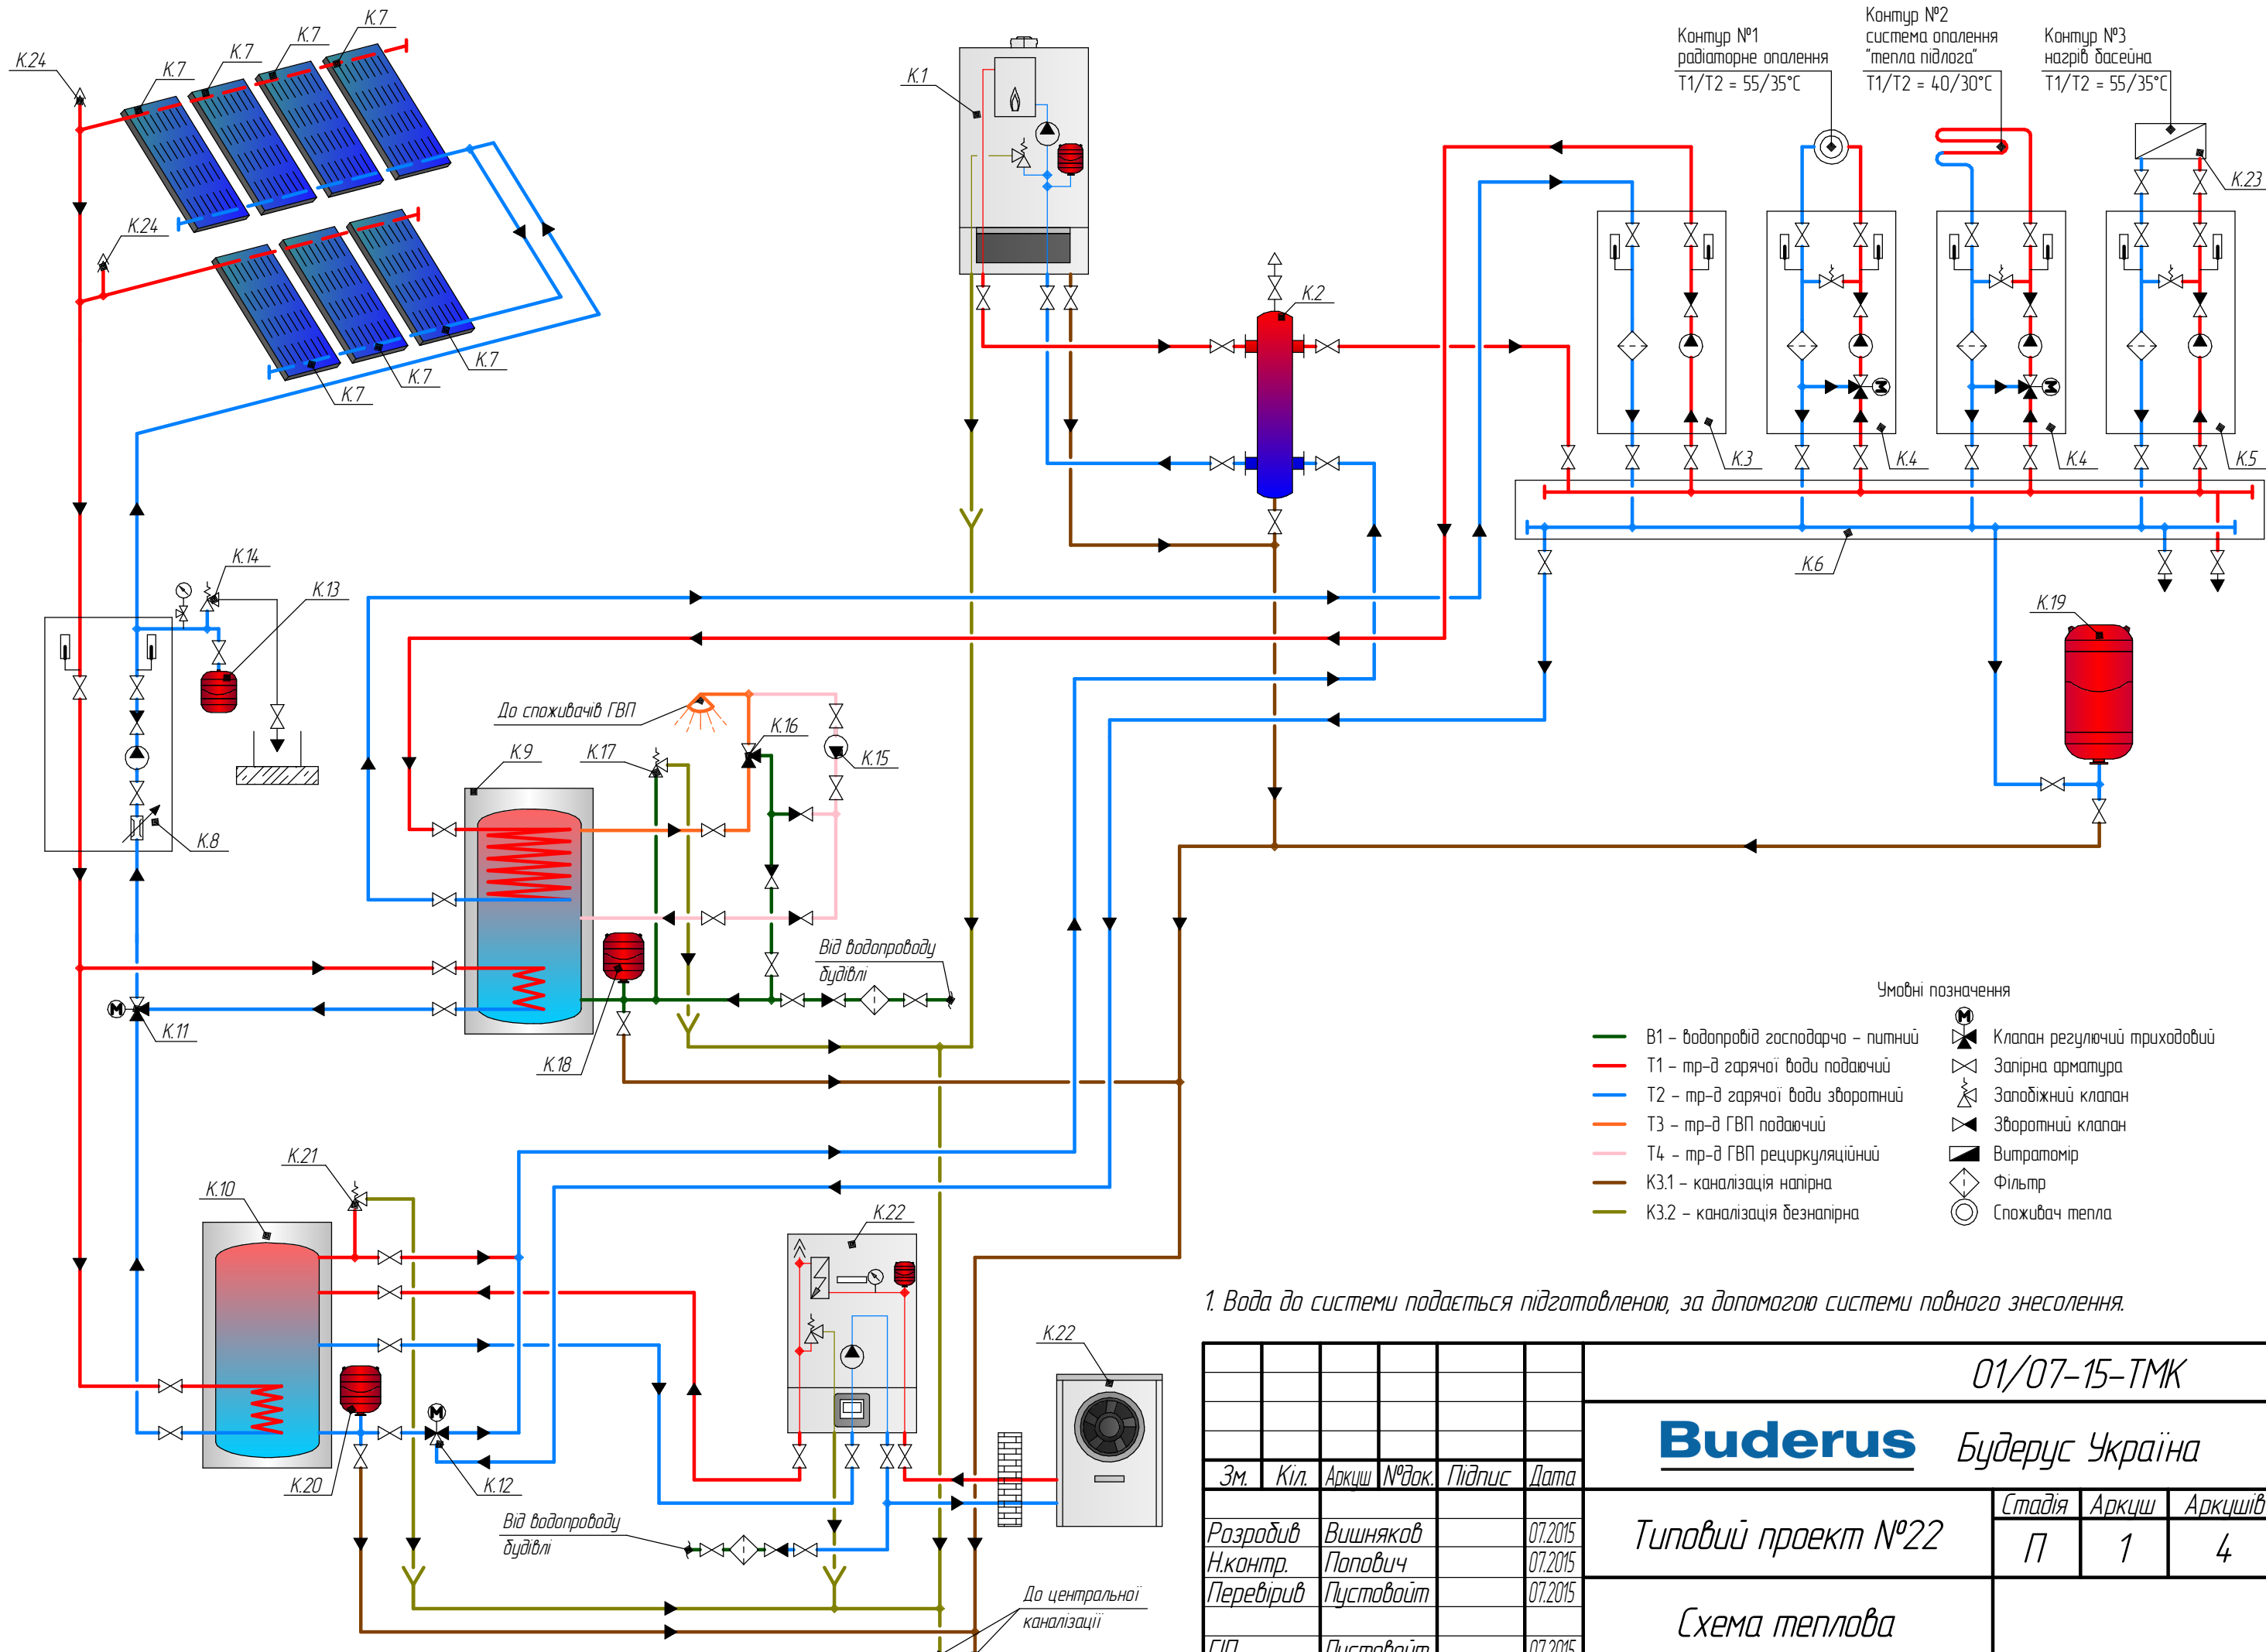 К.24
К.7
К.7
К.7
К.7
К.24
К.7
К.7
К.7
К.1
К.2
Контур №1
радіаторне опалення
Т1/Т2 = 55/35°С
Контур №2
система опалення
"тепла підлога"
Т1/Т2 = 40/30°С
Контур №3
нагрів басейна
Т1/Т2 = 55/35°С
К.23
К.3
К.4
К.4
К.5
К.6
К.14
К.13
К.19
До споживачів ГВП
К.16
К.15
К.17
К.9
К.8
Від водопроводу
будівлі
К.11
К.18
Умовні позначення
В1 – водопровід господарчо – питний
Т1 – тр-д гарячої води подаючий
Т2 – тр-д гарячої води зворотний
Т3 – тр-д ГВП подаючий
Т4 – тр-д ГВП рециркуляційний
К3.1 – каналізація напірна
К3.2 – каналізація безнапірна
М
Клапан регулючий триходовий
Запірна арматура
Запобіжний клапан
Зворотний клапан
Витратомір
Фільтр
Споживач тепла
К.21
К.10
К.22
К.22
К.20
К.12
Від водопроводу
будівлі
До центральної
каналізації
1. Вода до системи подається підготовленою, за допомогою системи повного знесолення.
01/07-15-ТМК
Buderus Будерус Україна
Зм. Кіл. Аркуш №док. Підпис Дата
Розробив Вишняков 07.2015
Н.контр. Попович 07.2015
Перевірив Пустовойт 07.2015
ГІП Пустовойт 07.2015
Типовий проект №22
Стадія Аркуш Аркушів
П 1 4
Схема теплова